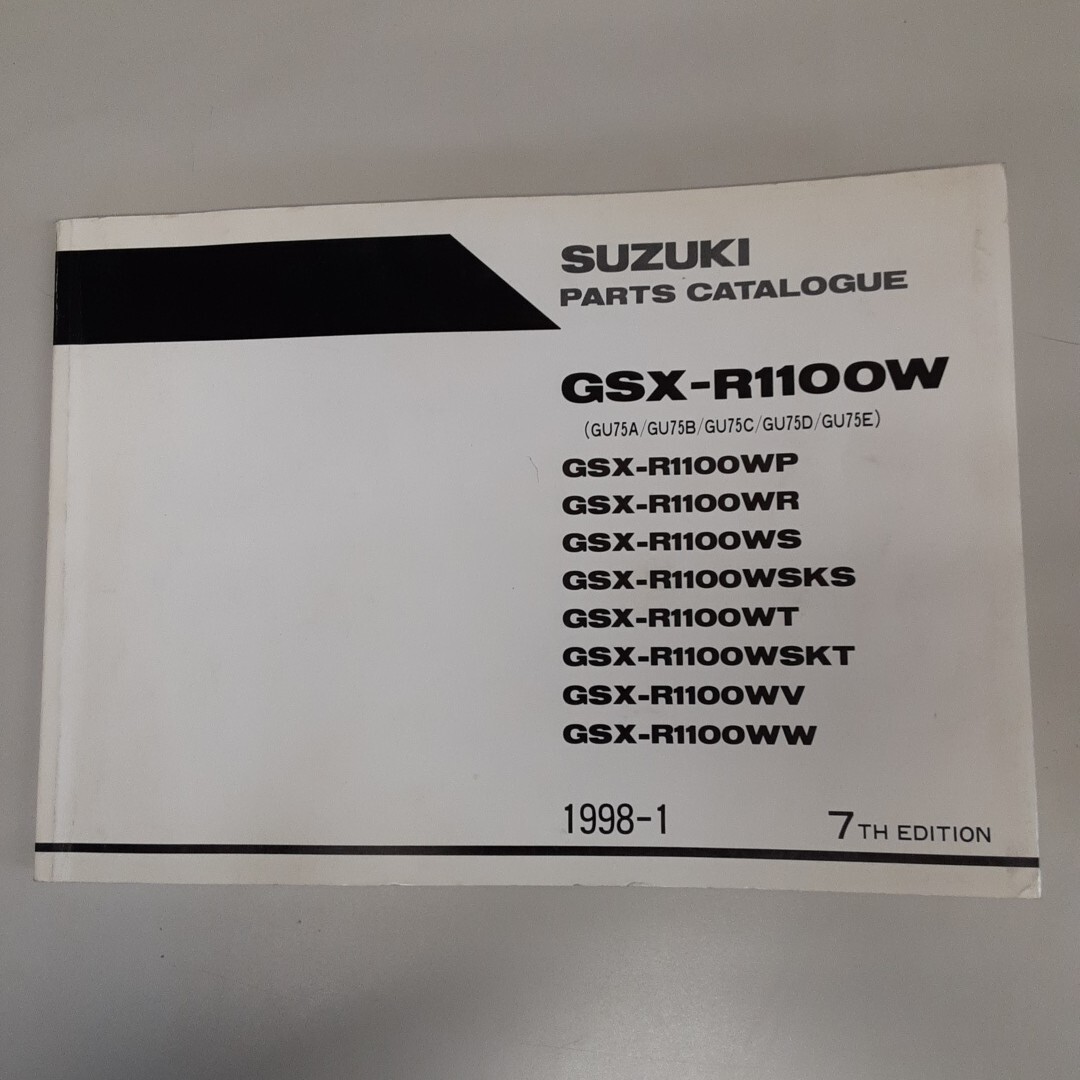 SUZUKI
PARTS CATALOGUE
GSX-R1100W
(GU75A/GU75B/GU75C/GU75D/GU75E)
GSX-R1100WP
GSX-R1100WR
GSX-R1100WS
GSX-R1100WSKS
GSX-R1100WT
GSX-R1100WSKT
GSX-R1100WV
GSX-R1100WW
1998-1 7TH EDITION